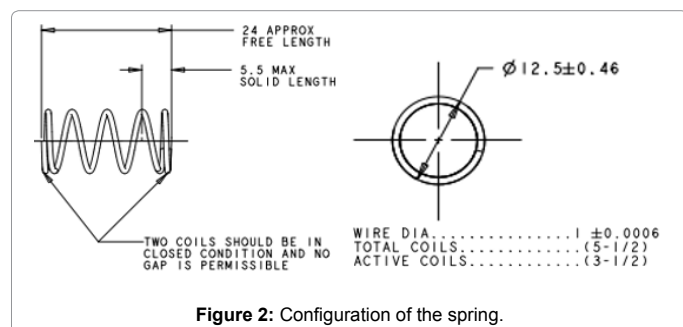 24 APPROX
FREE LENGTH
5.5 MAX
SOLID LENGTH
Ø12.5±0.46
TWO COILS SHOULD BE IN
CLOSED CONDITION AND NO
GAP IS PERMISSIBLE
WIRE DIA...............1 ±0.0006
TOTAL COILS............(5-1/2)
ACTIVE COILS...........(3-1/2)
Figure 2: Configuration of the spring.